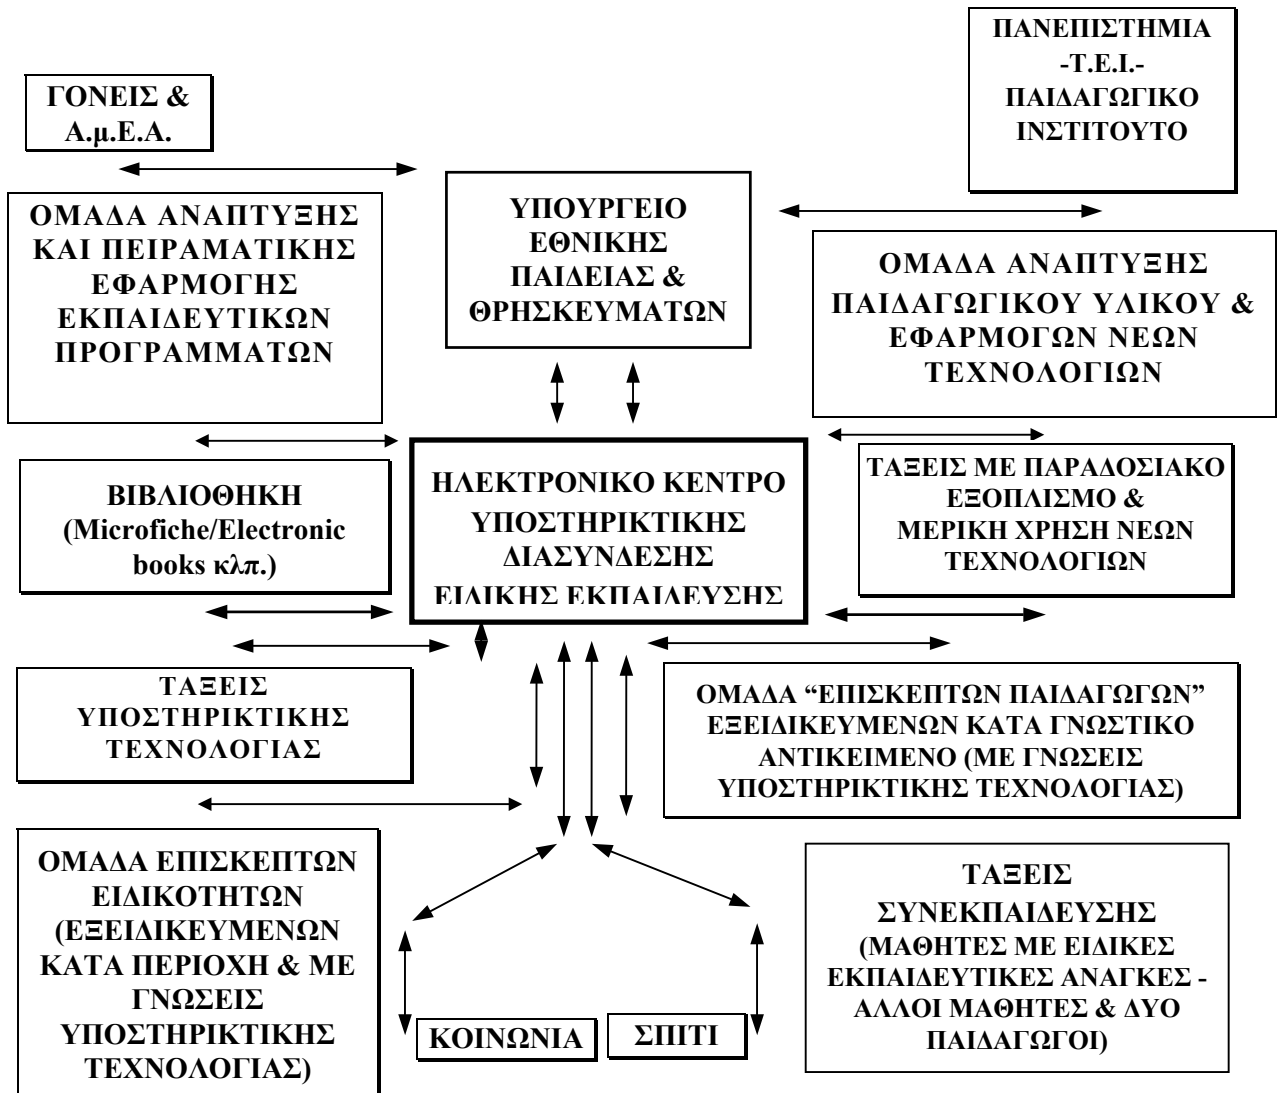 ΓΟΝΕΙΣ &
Α.μ.Ε.Α.
ΠΑΝΕΠΙΣΤΗΜΙΑ
-Τ.Ε.Ι.-
ΠΑΙΔΑΓΩΓΙΚΟ
ΙΝΣΤΙΤΟΥΤΟ
ΟΜΑΔΑ ΑΝΑΠΤΥΞΗΣ
ΚΑΙ ΠΕΙΡΑΜΑΤΙΚΗΣ
ΕΦΑΡΜΟΓΗΣ
ΕΚΠΑΙΔΕΥΤΙΚΩΝ
ΠΡΟΓΡΑΜΜΑΤΩΝ
ΥΠΟΥΡΓΕΙΟ
ΕΘΝΙΚΗΣ
ΠΑΙΔΕΙΑΣ &
ΘΡΗΣΚΕΥΜΑΤΩΝ
ΟΜΑΔΑ ΑΝΑΠΤΥΞΗΣ
ΠΑΙΔΑΓΩΓΙΚΟΥ ΥΛΙΚΟΥ &
ΕΦΑΡΜΟΓΩΝ ΝΕΩΝ
ΤΕΧΝΟΛΟΓΙΩΝ
ΒΙΒΛΙΟΘΗΚΗ
(Microfiche/Electronic
books κλπ.)
ΗΛΕΚΤΡΟΝΙΚΟ ΚΕΝΤΡΟ
ΥΠΟΣΤΗΡΙΚΤΙΚΗΣ
ΔΙΑΣΥΝΔΕΣΗΣ
ΕΙΔΙΚΗΣ ΕΚΠΑΙΔΕΥΣΗΣ
ΤΑΞΕΙΣ ΜΕ ΠΑΡΑΔΟΣΙΑΚΟ
ΕΞΟΠΛΙΣΜΟ &
ΜΕΡΙΚΗ ΧΡΗΣΗ ΝΕΩΝ
ΤΕΧΝΟΛΟΓΙΩΝ
ΤΑΞΕΙΣ
ΥΠΟΣΤΗΡΙΚΤΙΚΗΣ
ΤΕΧΝΟΛΟΓΙΑΣ
ΟΜΑΔΑ “ΕΠΙΣΚΕΠΤΩΝ ΠΑΙΔΑΓΩΓΩΝ”
ΕΞΕΙΔΙΚΕΥΜΕΝΩΝ ΚΑΤΑ ΓΝΩΣΤΙΚΟ
ΑΝΤΙΚΕΙΜΕΝΟ (ΜΕ ΓΝΩΣΕΙΣ
ΥΠΟΣΤΗΡΙΚΤΙΚΗΣ ΤΕΧΝΟΛΟΓΙΑΣ)
ΟΜΑΔΑ ΕΠΙΣΚΕΠΤΩΝ
ΕΙΔΙΚΟΤΗΤΩΝ
(ΕΞΕΙΔΙΚΕΥΜΕΝΩΝ
ΚΑΤΑ ΠΕΡΙΟΧΗ & ΜΕ
ΓΝΩΣΕΙΣ
ΥΠΟΣΤΗΡΙΚΤΙΚΗΣ
ΤΕΧΝΟΛΟΓΙΑΣ)
ΚΟΙΝΩΝΙΑ
ΣΠΙΤΙ
ΤΑΞΕΙΣ
ΣΥΝΕΚΠΑΙΔΕΥΣΗΣ
(ΜΑΘΗΤΕΣ ΜΕ ΕΙΔΙΚΕΣ
ΕΚΠΑΙΔΕΥΤΙΚΕΣ ΑΝΑΓΚΕΣ -
ΑΛΛΟΙ ΜΑΘΗΤΕΣ & ΔΥΟ
ΠΑΙΔΑΓΩΓΟΙ)